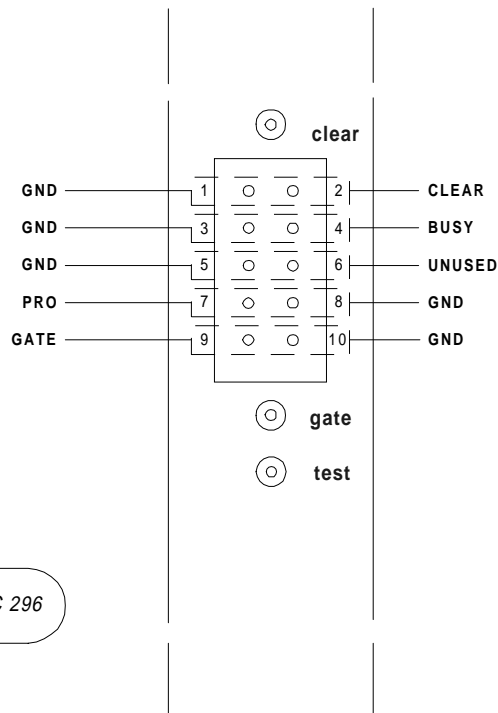 clear
GND 1 2 CLEAR
GND 3 4 BUSY
GND 5 6 UNUSED
PRO 7 8 GND
GATE 9 10 GND
gate
test
296